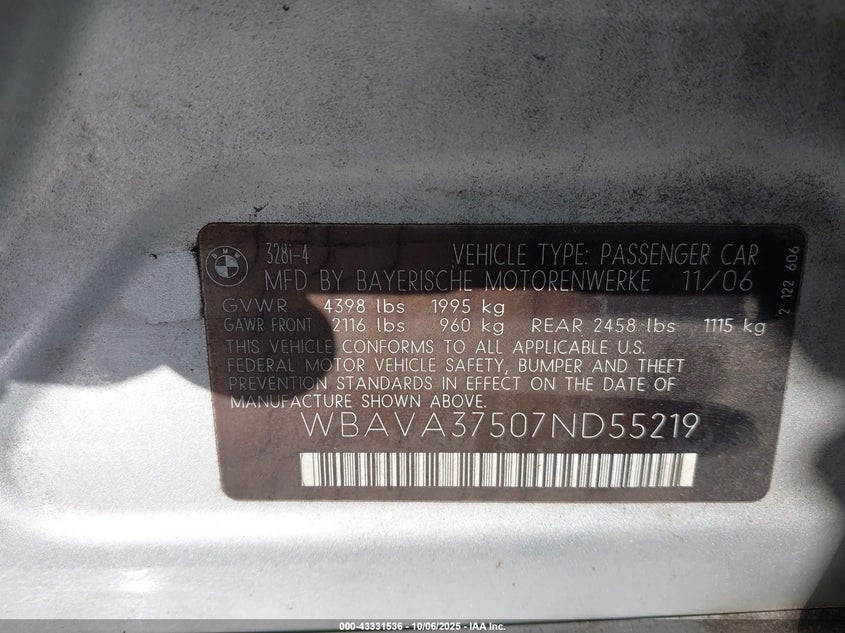 BMW
328i-4 VEHICLE TYPE: PASSENGER CAR
MFD BY BAYERISCHE MOTORENWERKE 11/06
GVWR 4398 lbs 1995 kg
GAWR FRONT 2116 lbs 960 kg REAR 2458 lbs 1115 kg
THIS VEHICLE CONFORMS TO ALL APPLICABLE U.S.
FEDERAL MOTOR VEHICLE SAFETY, BUMPER AND THEFT
PREVENTION STANDARDS IN EFFECT ON THE DATE OF
MANUFACTURE SHOWN ABOVE.
WBAVA37507ND55219
2 122 606
000-43331536 - 10/06/2025 - IAA Inc.